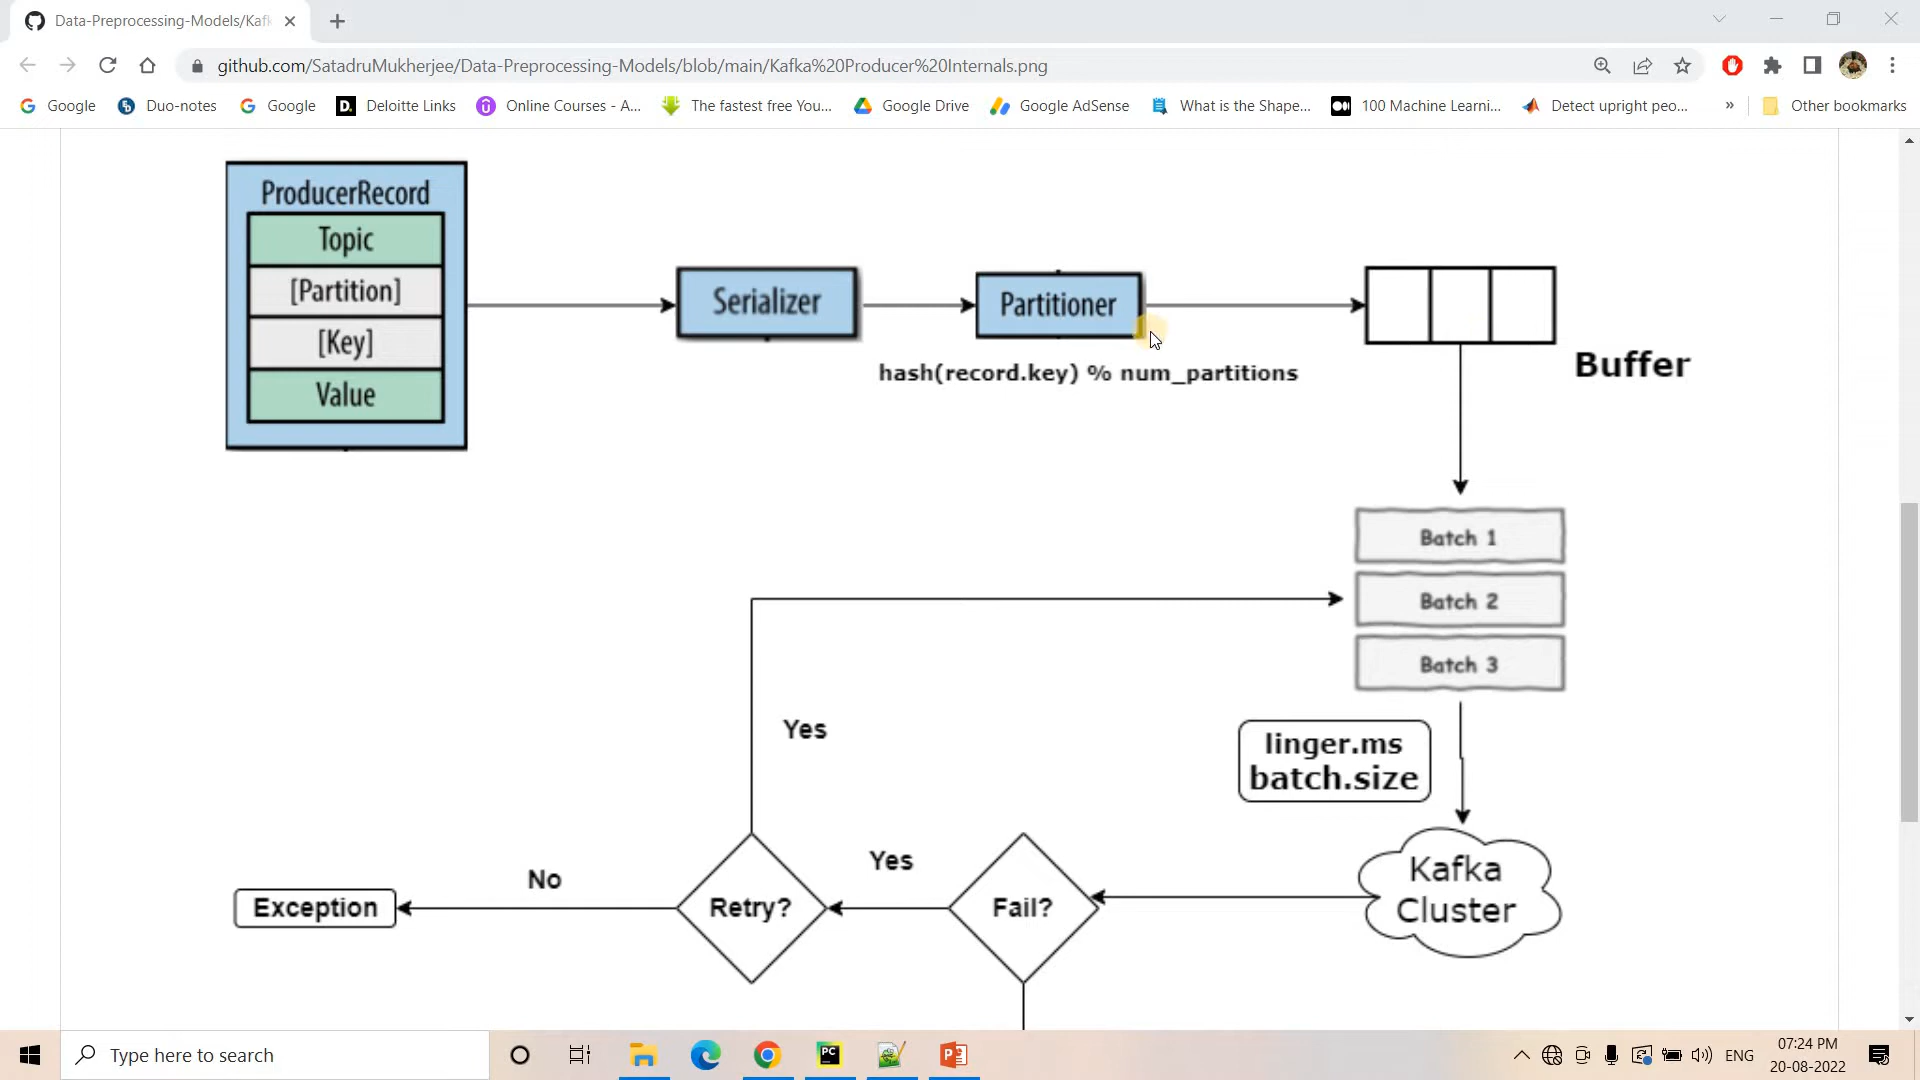 Data-Preprocessing-Models/Kafk
github.com/SatadruMukherjee/Data-Preprocessing-Models/blob/main/Kafka%20Producer%20Internals.png
Google
Duo-notes
Google
D.
Deloitte Links
Online Courses - A...
The fastest free You...
Google Drive
Google AdSense
What is the Shape...
100 Machine Learni...
Detect upright peo...
»
Other bookmarks
ProducerRecord
Topic
[Partition]
[Key]
Value
Serializer
Partitioner
hash(record.key) % num_partitions
Buffer
Batch 1
Batch 2
Batch 3
Yes
linger.ms
batch.size
Kafka
Cluster
Yes
No
Fail?
Retry?
Exception
Type here to search
PC
ENG
07:24 PM
20-08-2022